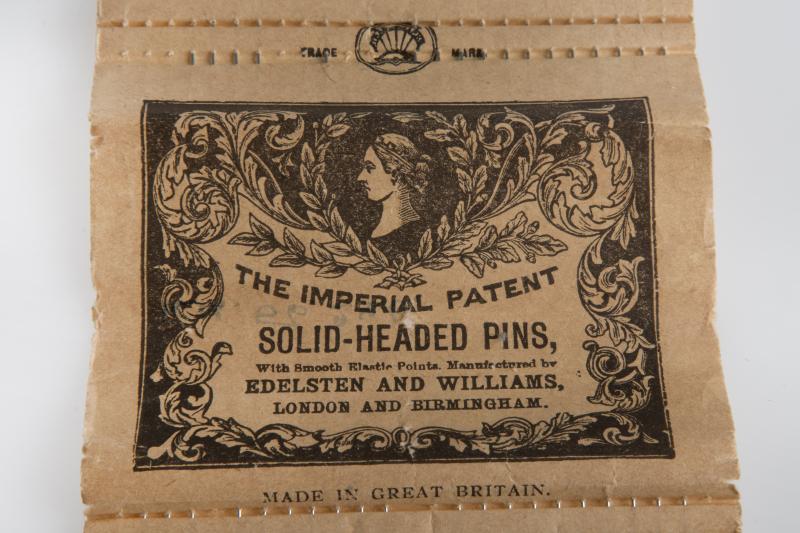 TRADE MARK
THE IMPERIAL PATENT
SOLID-HEADED PINS,
With Smooth Elastic Points. Manufactured by
EDELSTEN AND WILLIAMS,
LONDON AND BIRMINGHAM.
MADE IN GREAT BRITAIN.